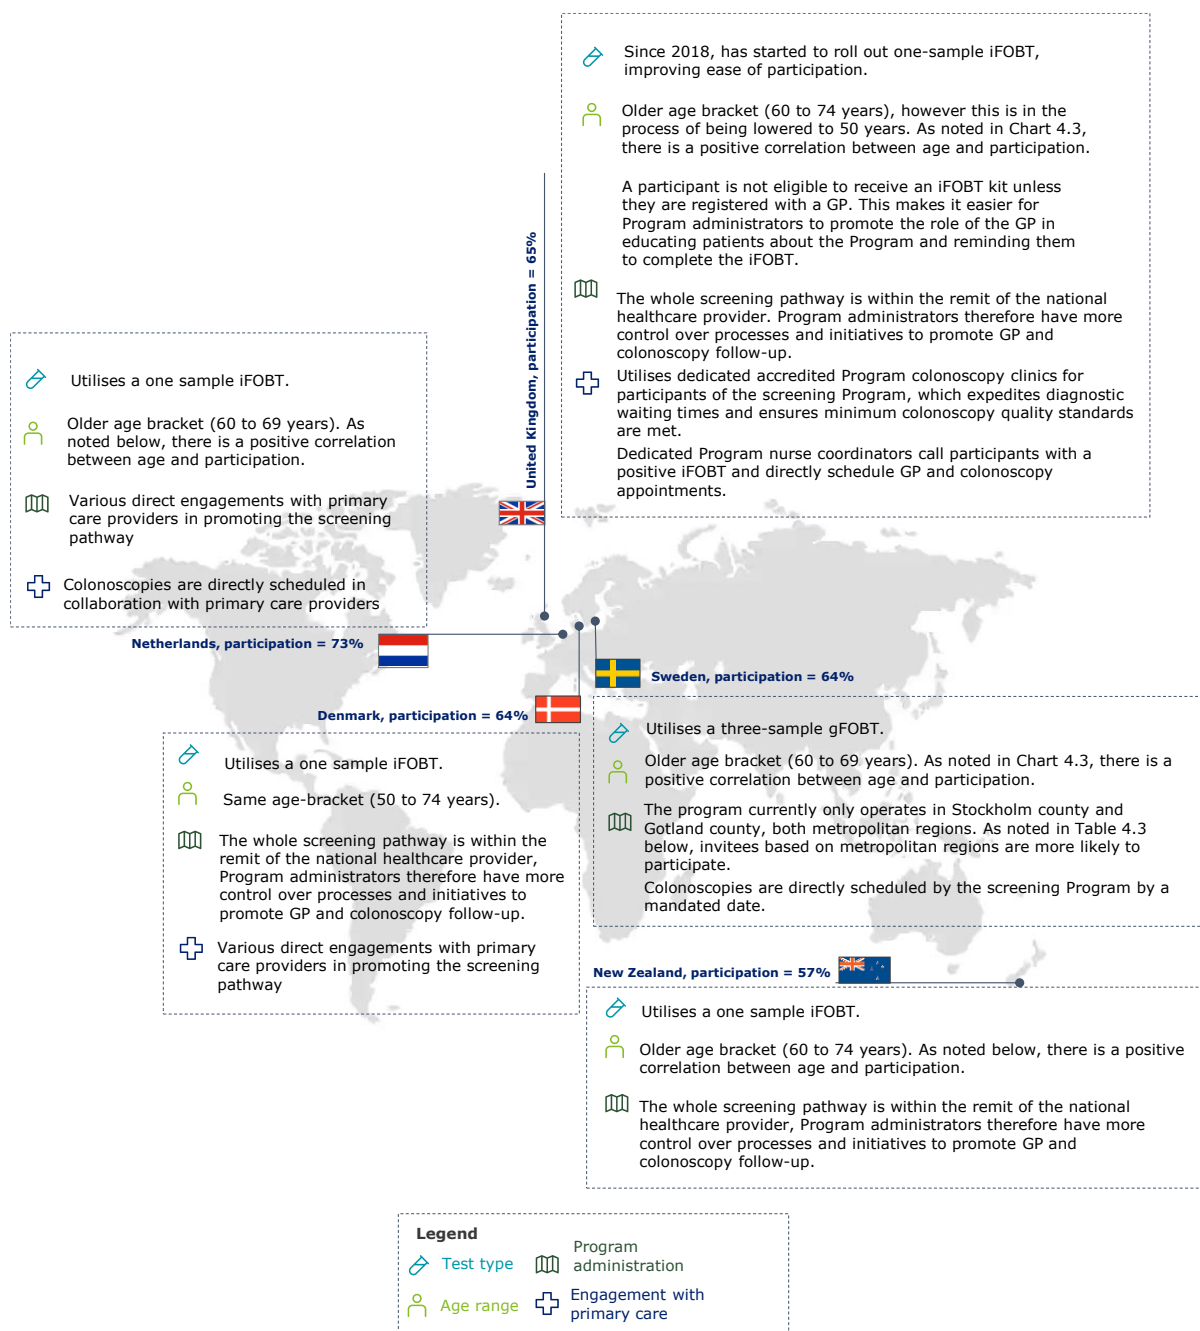 Since 2018, has started to roll out one-sample iFOBT,
improving ease of participation.
Older age bracket (60 to 74 years), however this is in the
process of being lowered to 50 years. As noted in Chart 4.3,
there is a positive correlation between age and participation.
A participant is not eligible to receive an iFOBT kit unless
they are registered with a GP. This makes it easier for
Program administrators to promote the role of the GP in
educating patients about the Program and reminding them
to complete the iFOBT.
The whole screening pathway is within the remit of the national
healthcare provider. Program administrators therefore have more
control over processes and initiatives to promote GP and
colonoscopy follow-up.
Utilises dedicated accredited Program colonoscopy clinics for
participants of the screening Program, which expedites diagnostic
waiting times and ensures minimum colonoscopy quality standards
are met.
Dedicated Program nurse coordinators call participants with a
positive iFOBT and directly schedule GP and colonoscopy
appointments.
United Kingdom, participation = 65%
Utilises a one sample iFOBT.
Older age bracket (60 to 69 years). As
noted below, there is a positive correlation
between age and participation.
Various direct engagements with primary
care providers in promoting the screening
pathway
Colonoscopies are directly scheduled in
collaboration with primary care providers
Netherlands, participation = 73%
Sweden, participation = 64%
Denmark, participation = 64%
Utilises a one sample iFOBT.
Same age-bracket (50 to 74 years).
The whole screening pathway is within the
remit of the national healthcare provider,
Program administrators therefore have more
control over processes and initiatives to
promote GP and colonoscopy follow-up.
Various direct engagements with primary
care providers in promoting the screening
pathway
Utilises a three-sample gFOBT.
Older age bracket (60 to 69 years). As noted in Chart 4.3, there is a
positive correlation between age and participation.
The program currently only operates in Stockholm county and
Gotland county, both metropolitan regions. As noted in Table 4.3
below, invitees based on metropolitan regions are more likely to
participate.
Colonoscopies are directly scheduled by the screening Program by a
mandated date.
New Zealand, participation = 57%
Utilises a one sample iFOBT.
Older age bracket (60 to 74 years). As noted below, there is a positive
correlation between age and participation.
The whole screening pathway is within the remit of the national
healthcare provider, Program administrators therefore have more
control over processes and initiatives to promote GP and
colonoscopy follow-up.
Legend
Test type
Program
administration
Age range
Engagement with
primary care